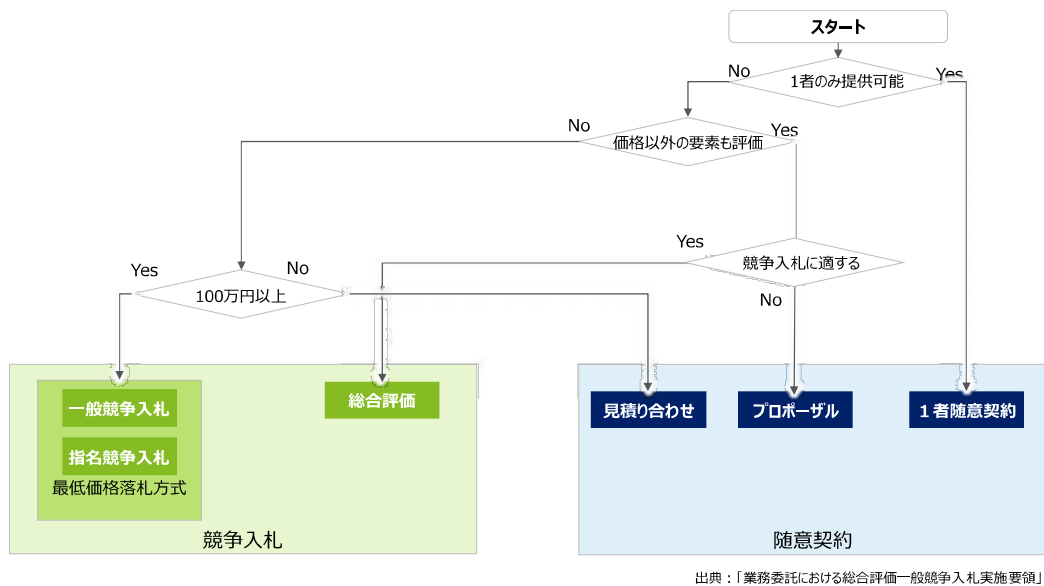 スタート
No
1者のみ提供可能
Yes
No
価格以外の要素も評価
Yes
Yes
競争入札に適する
No
Yes
100万円以上
No
一般競争入札
指名競争入札
最低価格落札方式
総合評価
競争入札
見積り合わせ
プロポーザル
１者随意契約
随意契約
出典：「業務委託における総合評価一般競争入札実施要領」